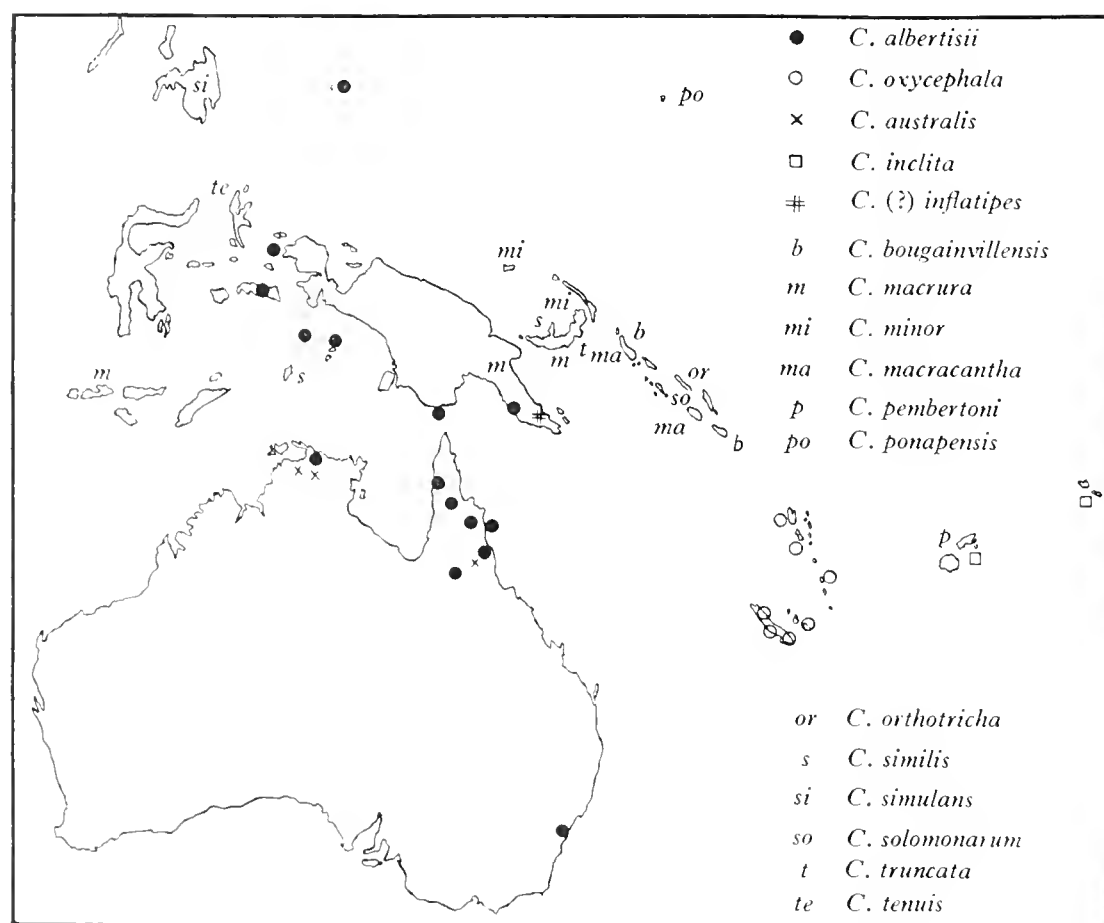 C. albertisii
C. oxycephala
C. australis
C. inclita
C. (?) inflatipes
b C. bougainvillensis
m C. macrura
mi C. minor
ma C. macracantha
p C. pembertoni
po C. ponapensis
or C. orthotricha
s C. similis
si C. simulans
so C. solomonarum
t C. truncata
te C. tenuis
si
po
te
mi
mi
s
b
t
ma
m
or
m
m
s
so
ma
b
p